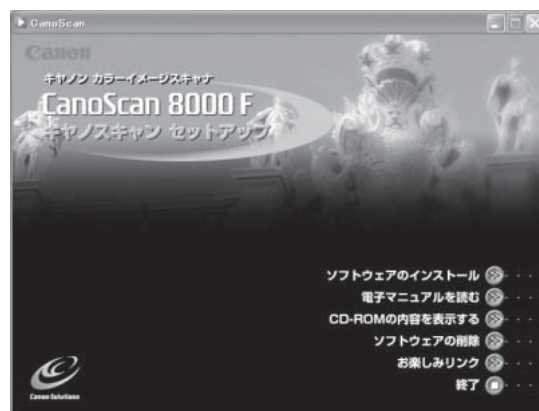 CanoScan
Canon
キヤノン カラーイメージスキャナ
CanoScan 8000 F
キヤノスキャン セットアップ
ソフトウェアのインストール
電子マニュアルを読む
CD-ROMの内容を表示する
ソフトウェアの削除
お楽しみリンク
終了
Canon Solutions